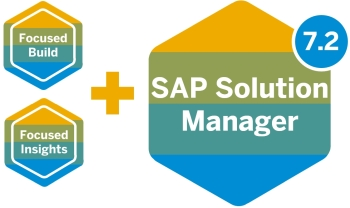 Focused
Build
Focused
Insights
+
SAP Solution
Manager
7.2